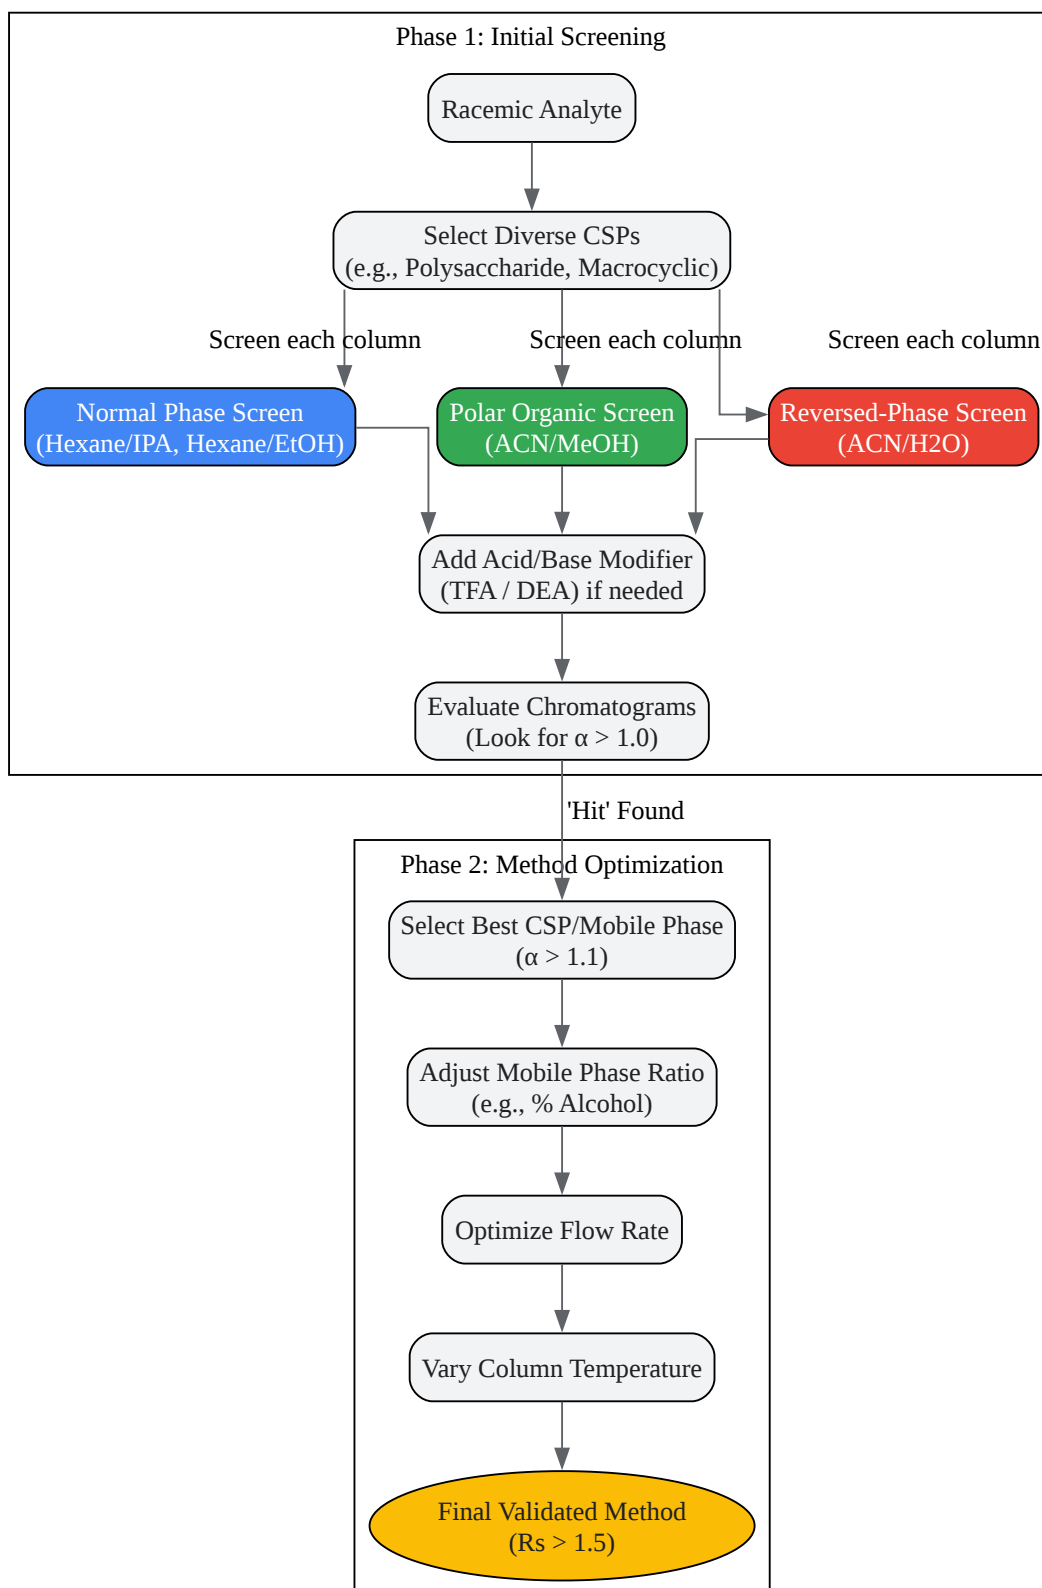 Phase 1: Initial Screening
Racemic Analyte
Select Diverse CSPs
(e.g., Polysaccharide, Macrocyclic)
Screen each column
Screen each column
Screen each column
Normal Phase Screen
(Hexane/IPA, Hexane/EtOH)
Polar Organic Screen
(ACN/MeOH)
Reversed-Phase Screen
(ACN/H2O)
Add Acid/Base Modifier
(TFA / DEA) if needed
Evaluate Chromatograms
(Look for α > 1.0)
'Hit' Found
Phase 2: Method Optimization
Select Best CSP/Mobile Phase
(α > 1.1)
Adjust Mobile Phase Ratio
(e.g., % Alcohol)
Optimize Flow Rate
Vary Column Temperature
Final Validated Method
(Rs > 1.5)